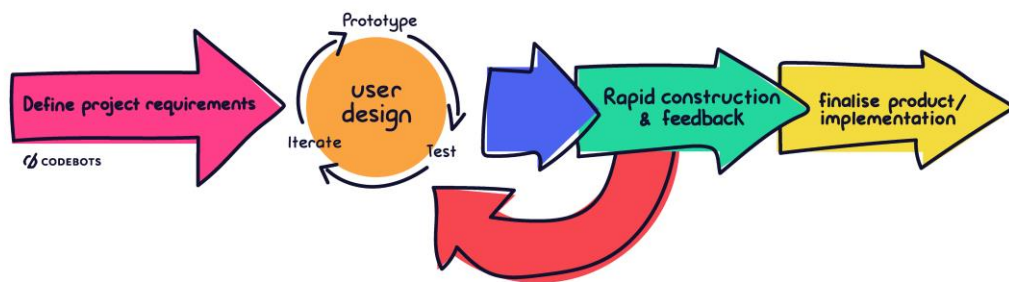 Define project requirements
CODEBOTS
Prototype
user
design
Iterate
Test
Rapid construction
& feedback
finalise product/
implementation